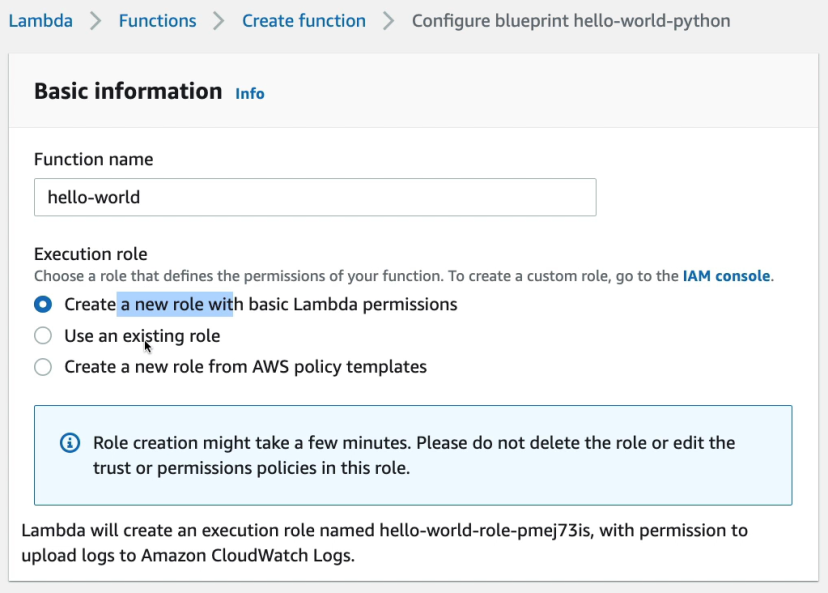 Lambda > Functions > Create function > Configure blueprint hello-world-python
Basic information Info
Function name
hello-world
Execution role
Choose a role that defines the permissions of your function. To create a custom role, go to the IAM console.
Create a new role with basic Lambda permissions
Use an existing role
Create a new role from AWS policy templates
Role creation might take a few minutes. Please do not delete the role or edit the
trust or permissions policies in this role.
Lambda will create an execution role named hello-world-role-pmej73is, with permission to
upload logs to Amazon CloudWatch Logs.